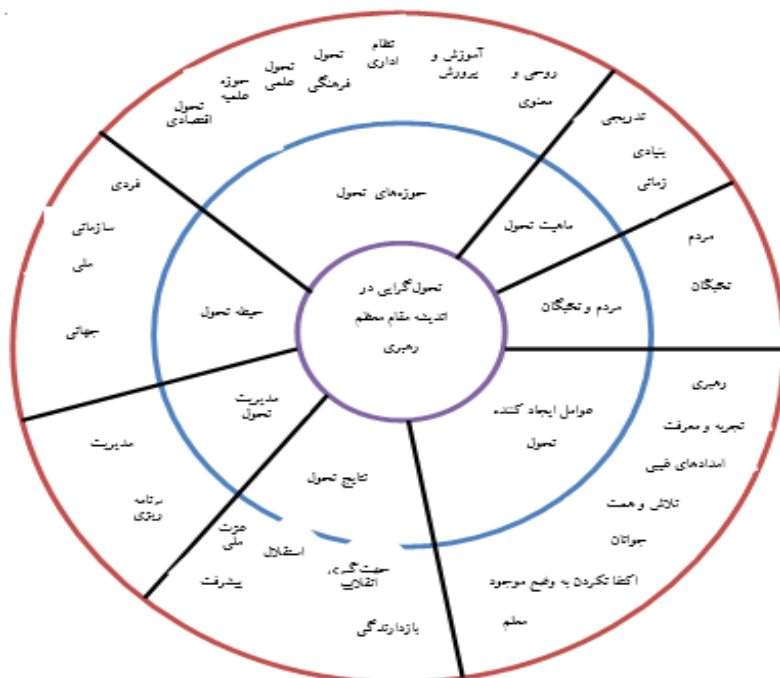 تحول‌گرایی در
اندیشه مقام معظم
رهبری
حوزه‌های تحول
روحی و
معنوی
آموزش و
پرورش
نظام
اداری
تحول
فرهنگی
تحول
علمی
حوزه
علمیه
تحول
اقتصادی
ماهیت تحول
تدریجی
بنیادی
زمانی
مردم و نخبگان
مردم
نخبگان
عوامل ایجاد کننده
تحول
رهبری
تجربه و معرفت
امدادهای غیبی
تلاش و همت
جوانان
اکتفا نکردن به وضع موجود
معلم
نتایج تحول
عزت
ملی
استقلال
پیشرفت
جهت‌گیری
انقلاب
بازدارندگی
مدیریت
تحول
مدیریت
برنامه
ریزی
حیطه تحول
فردی
سازمانی
ملی
جهانی